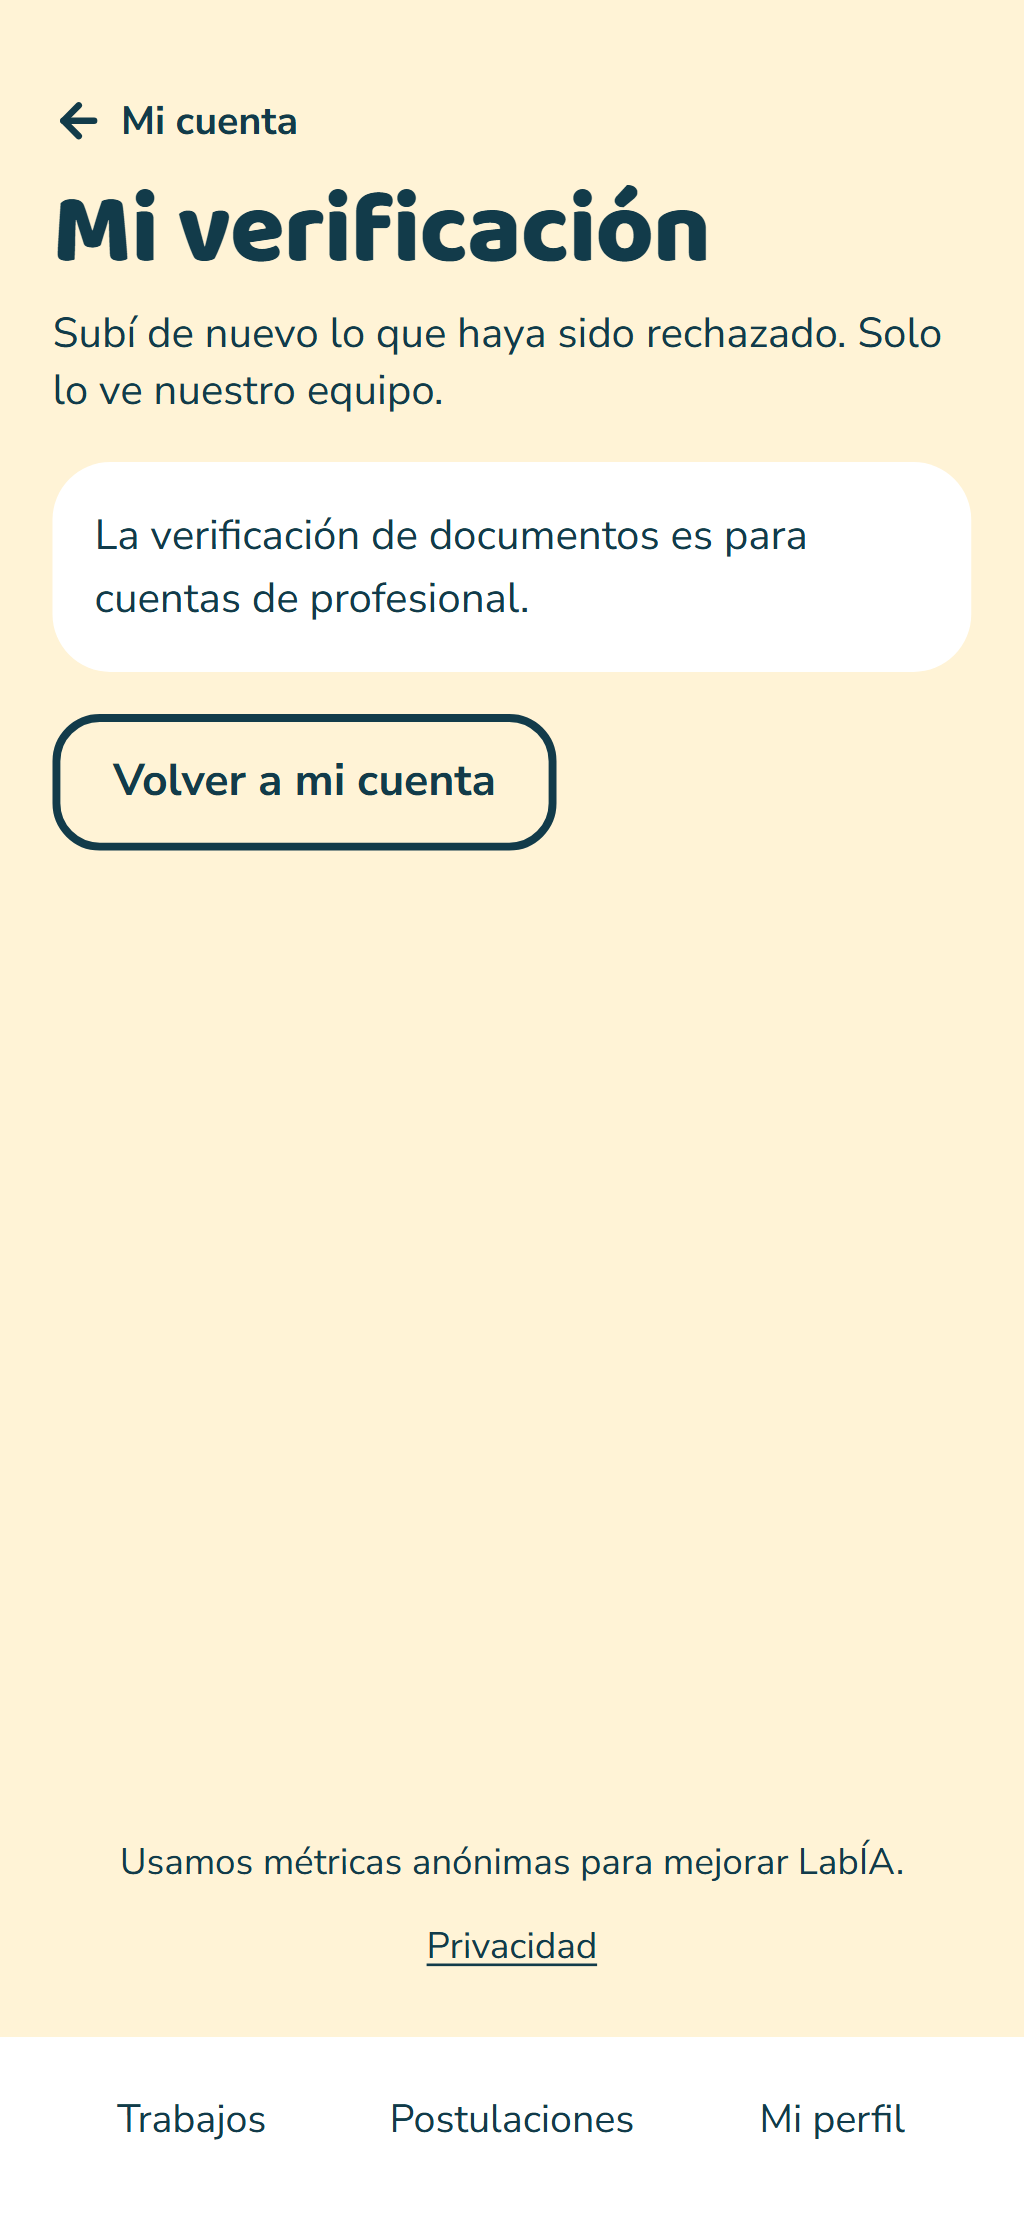 Mi cuenta
Mi verificación
Subí de nuevo lo que haya sido rechazado. Solo
lo ve nuestro equipo.
La verificación de documentos es para
cuentas de profesional.
Volver a mi cuenta
Usamos métricas anónimas para mejorar LabÍA.
Privacidad
Trabajos
Postulaciones
Mi perfil